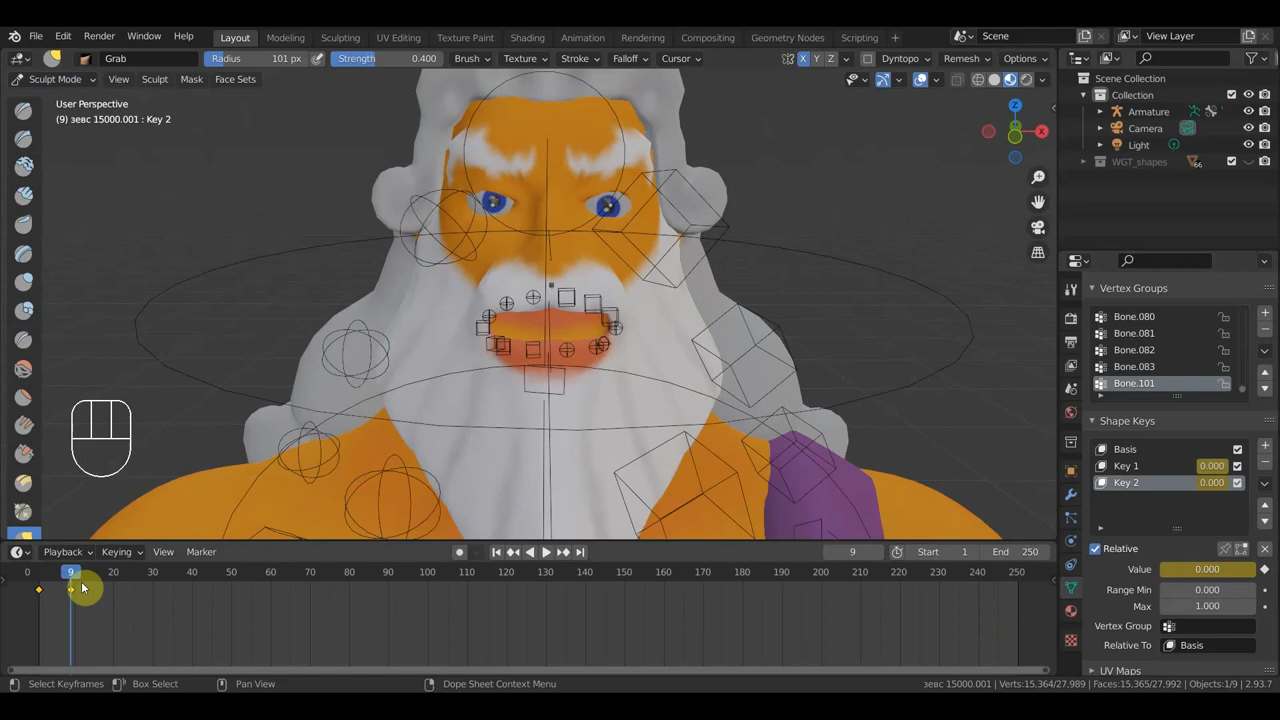 File Edit Render Window Help Layout Modeling Sculpting UV Editing Texture Paint Shading Animation Rendering Compositing Geometry Nodes Scripting + Scene View Layer
Grab Radius 101 px Strength 0.400 Brush Texture Stroke Falloff Cursor X Y Z Dyntopo Remesh Options
Sculpt Mode View Sculpt Mask Face Sets
User Perspective
(9) зевс 15000.001 : Key 2
Z
X
Scene Collection
Collection
Armature
Camera
Light
WGT_shapes 66
Vertex Groups
Bone.080
Bone.081
Bone.082
Bone.083
Bone.101
Shape Keys
Basis
Key 1 0.000
Key 2 0.000
Relative
Value 0.000
Range Min 0.000
Max 1.000
Vertex Group
Relative To Basis
UV Maps
Playback Keying View Marker 9 Start 1 End 250
0 9 20 30 40 50 60 70 80 90 100 110 120 130 140 150 160 170 180 190 200 210 220 230 240 250
Select Keyframes Box Select Pan View Dope Sheet Context Menu зевс 15000.001 | Verts:15,364/27,989 | Faces:15,365/27,992 | Objects:1/9 | 2.93.7